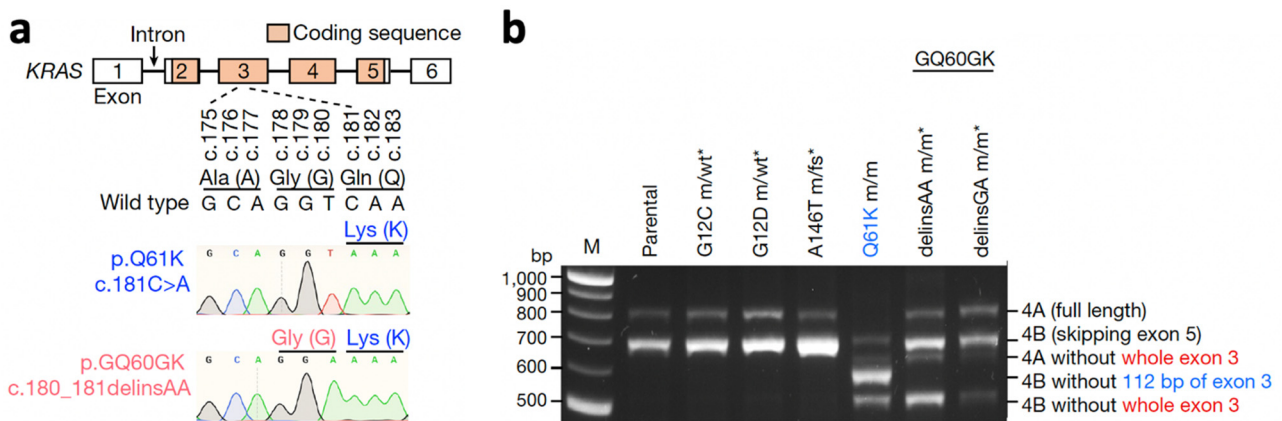 a
Intron
Coding sequence
KRAS
1 2 3 4 5 6
Exon
c.175 c.176 c.177 c.178 c.179 c.180 c.181 c.182 c.183
Ala (A) Gly (G) Gln (Q)
Wild type G C A G G T C A A
Lys (K)
p.Q61K
c.181C>A
G C A G G T A A A
Gly (G) Lys (K)
p.GQ60GK
c.180_181delinsAA
G C A G G A A A A
b
GQ60GK
M
Parental
G12C m/wt*
G12D m/wt*
A146T m/fs*
Q61K m/m
delinsAA m/m*
delinsGA m/m*
bp
1,000
900
800
700
600
500
4A (full length)
4B (skipping exon 5)
4A without whole exon 3
4B without 112 bp of exon 3
4B without whole exon 3